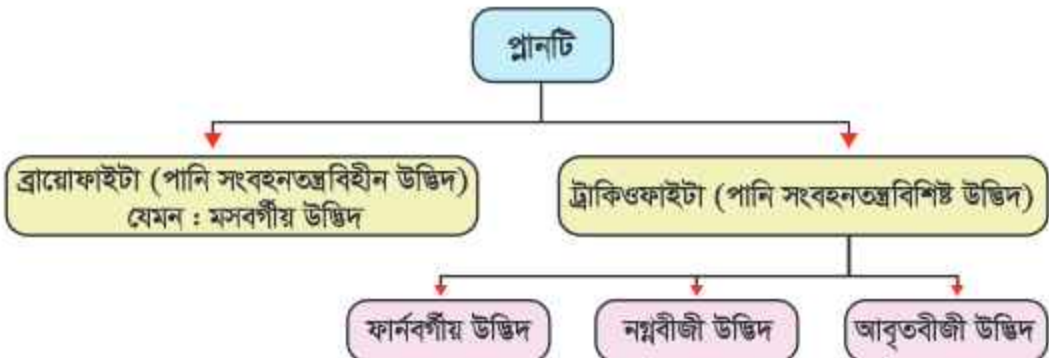 প্লানটি
ব্রায়োফাইটা (পানি সংবহনতন্ত্রবিহীন উদ্ভিদ)
যেমন : মসবর্গীয় উদ্ভিদ
ট্রাকিওফাইটা (পানি সংবহনতন্ত্রবিশিষ্ট উদ্ভিদ)
ফার্নবর্গীয় উদ্ভিদ
নগ্নবীজী উদ্ভিদ
আবৃতবীজী উদ্ভিদ